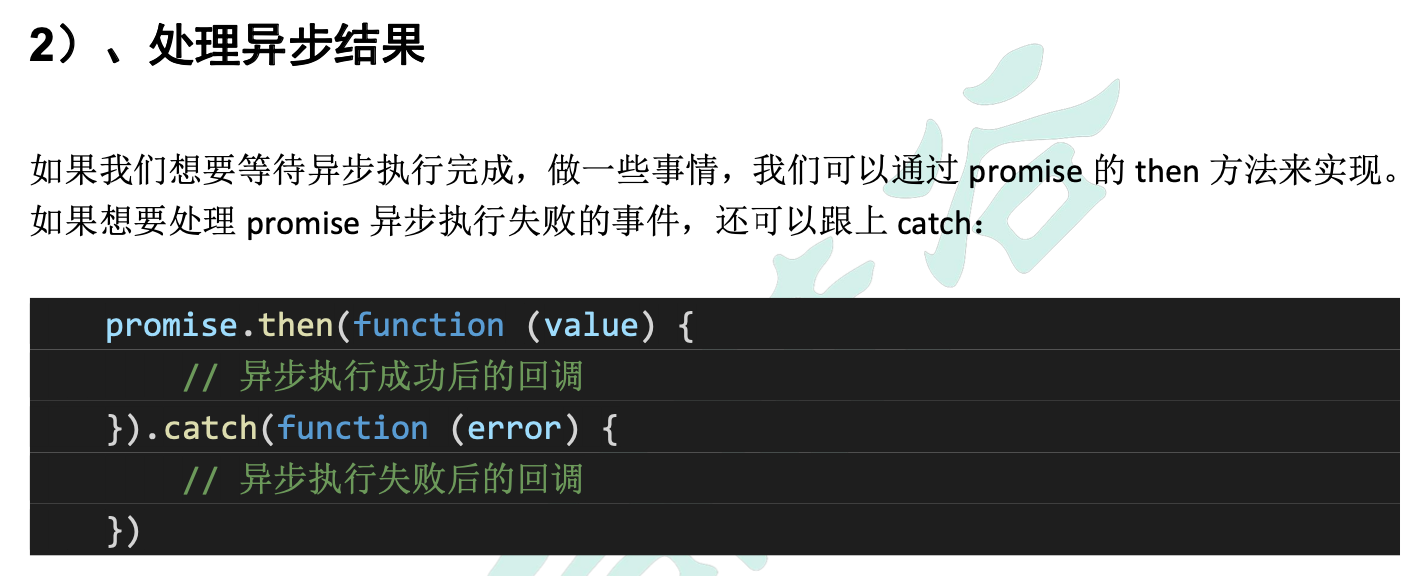 2）、处理异步结果
如果我们想要等待异步执行完成，做一些事情，我们可以通过 promise 的 then 方法来实现。
如果想要处理 promise 异步执行失败的事件，还可以跟上 catch：
promise.then(function (value) {
// 异步执行成功后的回调
}).catch(function (error) {
// 异步执行失败后的回调
})